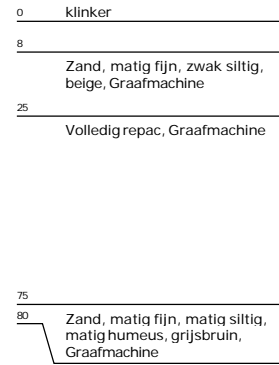 0 klinker
8
Zand, matig fijn, zwak siltig,
beige, Graafmachine
25
Volledig repac, Graafmachine
75
80
Zand, matig fijn, matig siltig,
matig humeus, grijsbruin,
Graafmachine